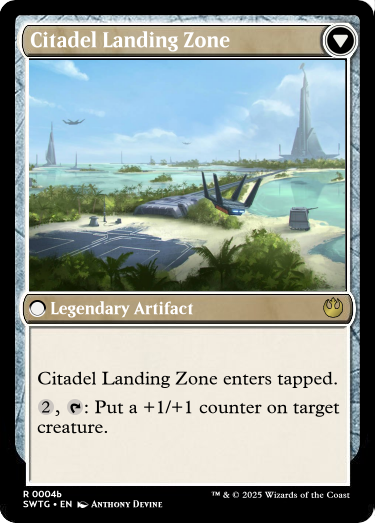 Citadel Landing Zone
Legendary Artifact
Citadel Landing Zone enters tapped.
2, : Put a +1/+1 counter on target
creature.
R 0004b
SWTG • EN Anthony Devine
™ & © 2025 Wizards of the Coast